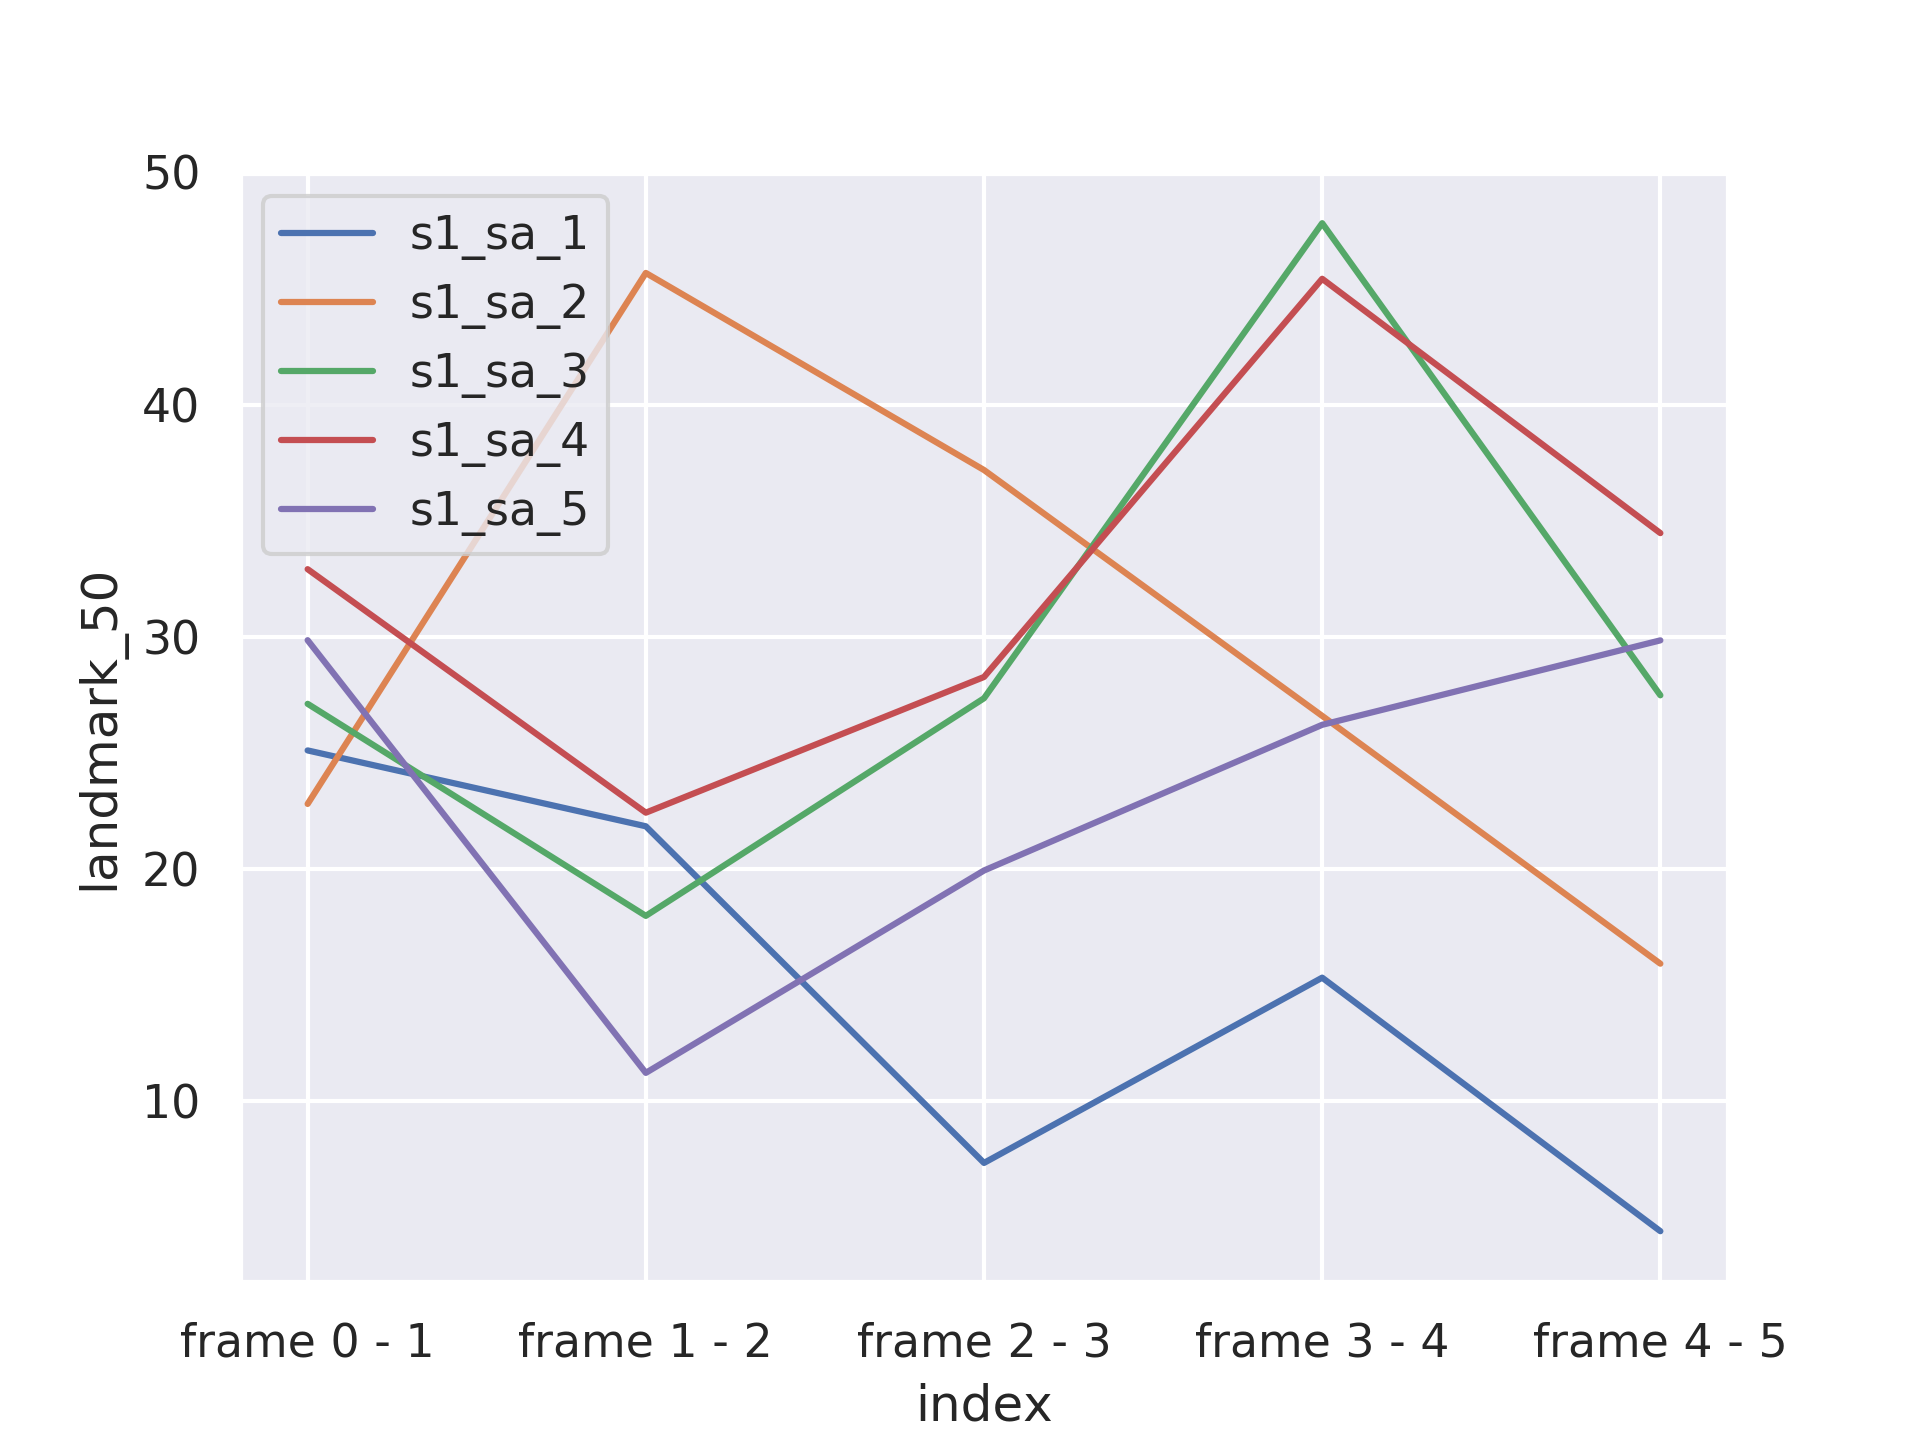 50
40
30
20
10
landmark_50
s1_sa_1
s1_sa_2
s1_sa_3
s1_sa_4
s1_sa_5
frame 0 - 1
frame 1 - 2
frame 2 - 3
frame 3 - 4
frame 4 - 5
index